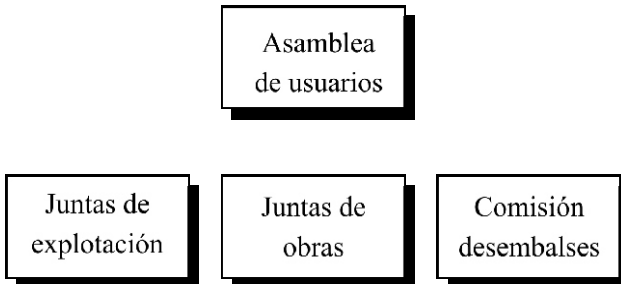 Asamblea
de usuarios
Juntas de
explotación
Juntas de
obras
Comisión
desembalses